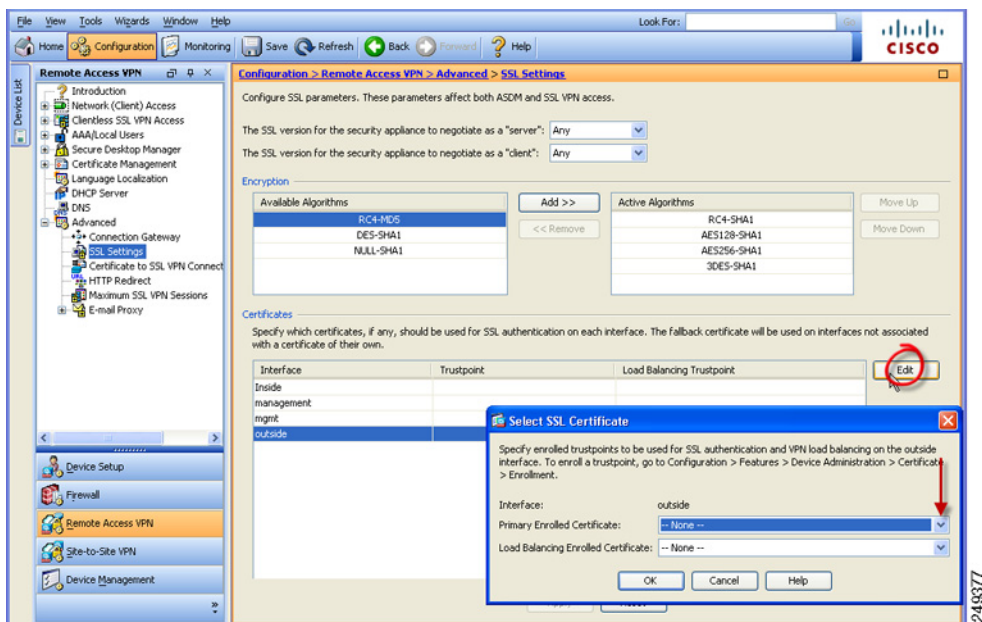 File View Tools Wizards Window Help Look For: Go
Home Configuration Monitoring Save Refresh Back Forward Help
CISCO
Device List
Remote Access VPN
Introduction
Network (Client) Access
Clientless SSL VPN Access
AAA/Local Users
Secure Desktop Manager
Certificate Management
Language Localization
DHCP Server
DNS
Advanced
Connection Gateway
SSL Settings
Certificate to SSL VPN Connect
HTTP Redirect
Maximum SSL VPN Sessions
E-mail Proxy
Device Setup
Firewall
Remote Access VPN
Site-to-Site VPN
Device Management
Configuration > Remote Access VPN > Advanced > SSL Settings
Configure SSL parameters. These parameters affect both ASDM and SSL VPN access.
The SSL version for the security appliance to negotiate as a "server": Any
The SSL version for the security appliance to negotiate as a "client": Any
Encryption
Available Algorithms
RC4-MD5
DES-SHA1
NULL-SHA1
Add >>
<< Remove
Active Algorithms
RC4-SHA1
AES128-SHA1
AES256-SHA1
3DES-SHA1
Move Up
Move Down
Certificates
Specify which certificates, if any, should be used for SSL authentication on each interface. The fallback certificate will be used on interfaces not associated
with a certificate of their own.
Interface Trustpoint Load Balancing Trustpoint
Edit
Inside
management
mgmt
outside
Select SSL Certificate
Specify enrolled trustpoints to be used for SSL authentication and VPN load balancing on the outside
interface. To enroll a trustpoint, go to Configuration > Features > Device Administration > Certificate
> Enrollment.
Interface: outside
Primary Enrolled Certificate: -- None --
Load Balancing Enrolled Certificate: -- None --
OK Cancel Help
249377